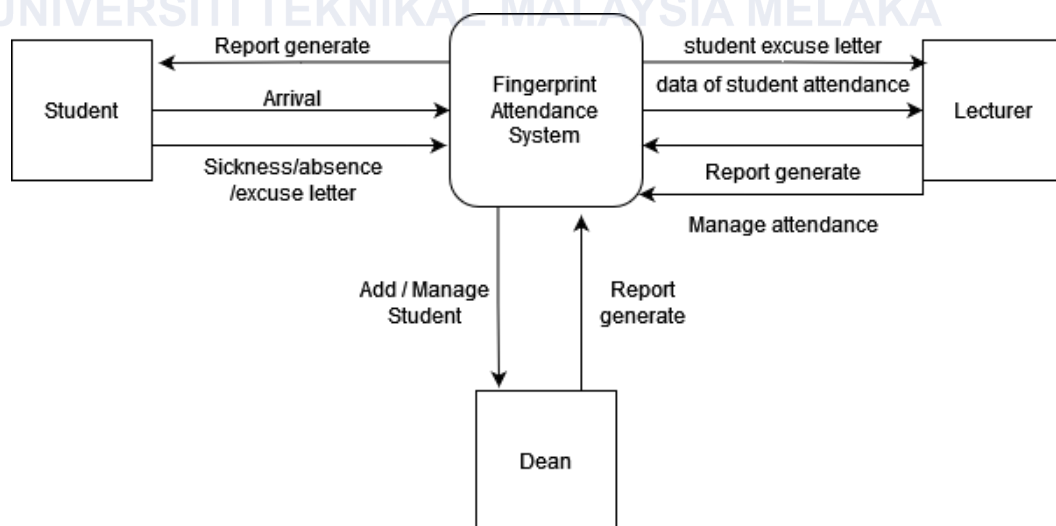 UNIVERSITI TEKNIKAL MALAYSIA MELAKA
Report generate
student excuse letter
Student
Arrival
Fingerprint
Attendance
System
data of student attendance
Lecturer
Sickness/absence
/excuse letter
Report generate
Manage attendance
Add / Manage
Student
Report
generate
Dean